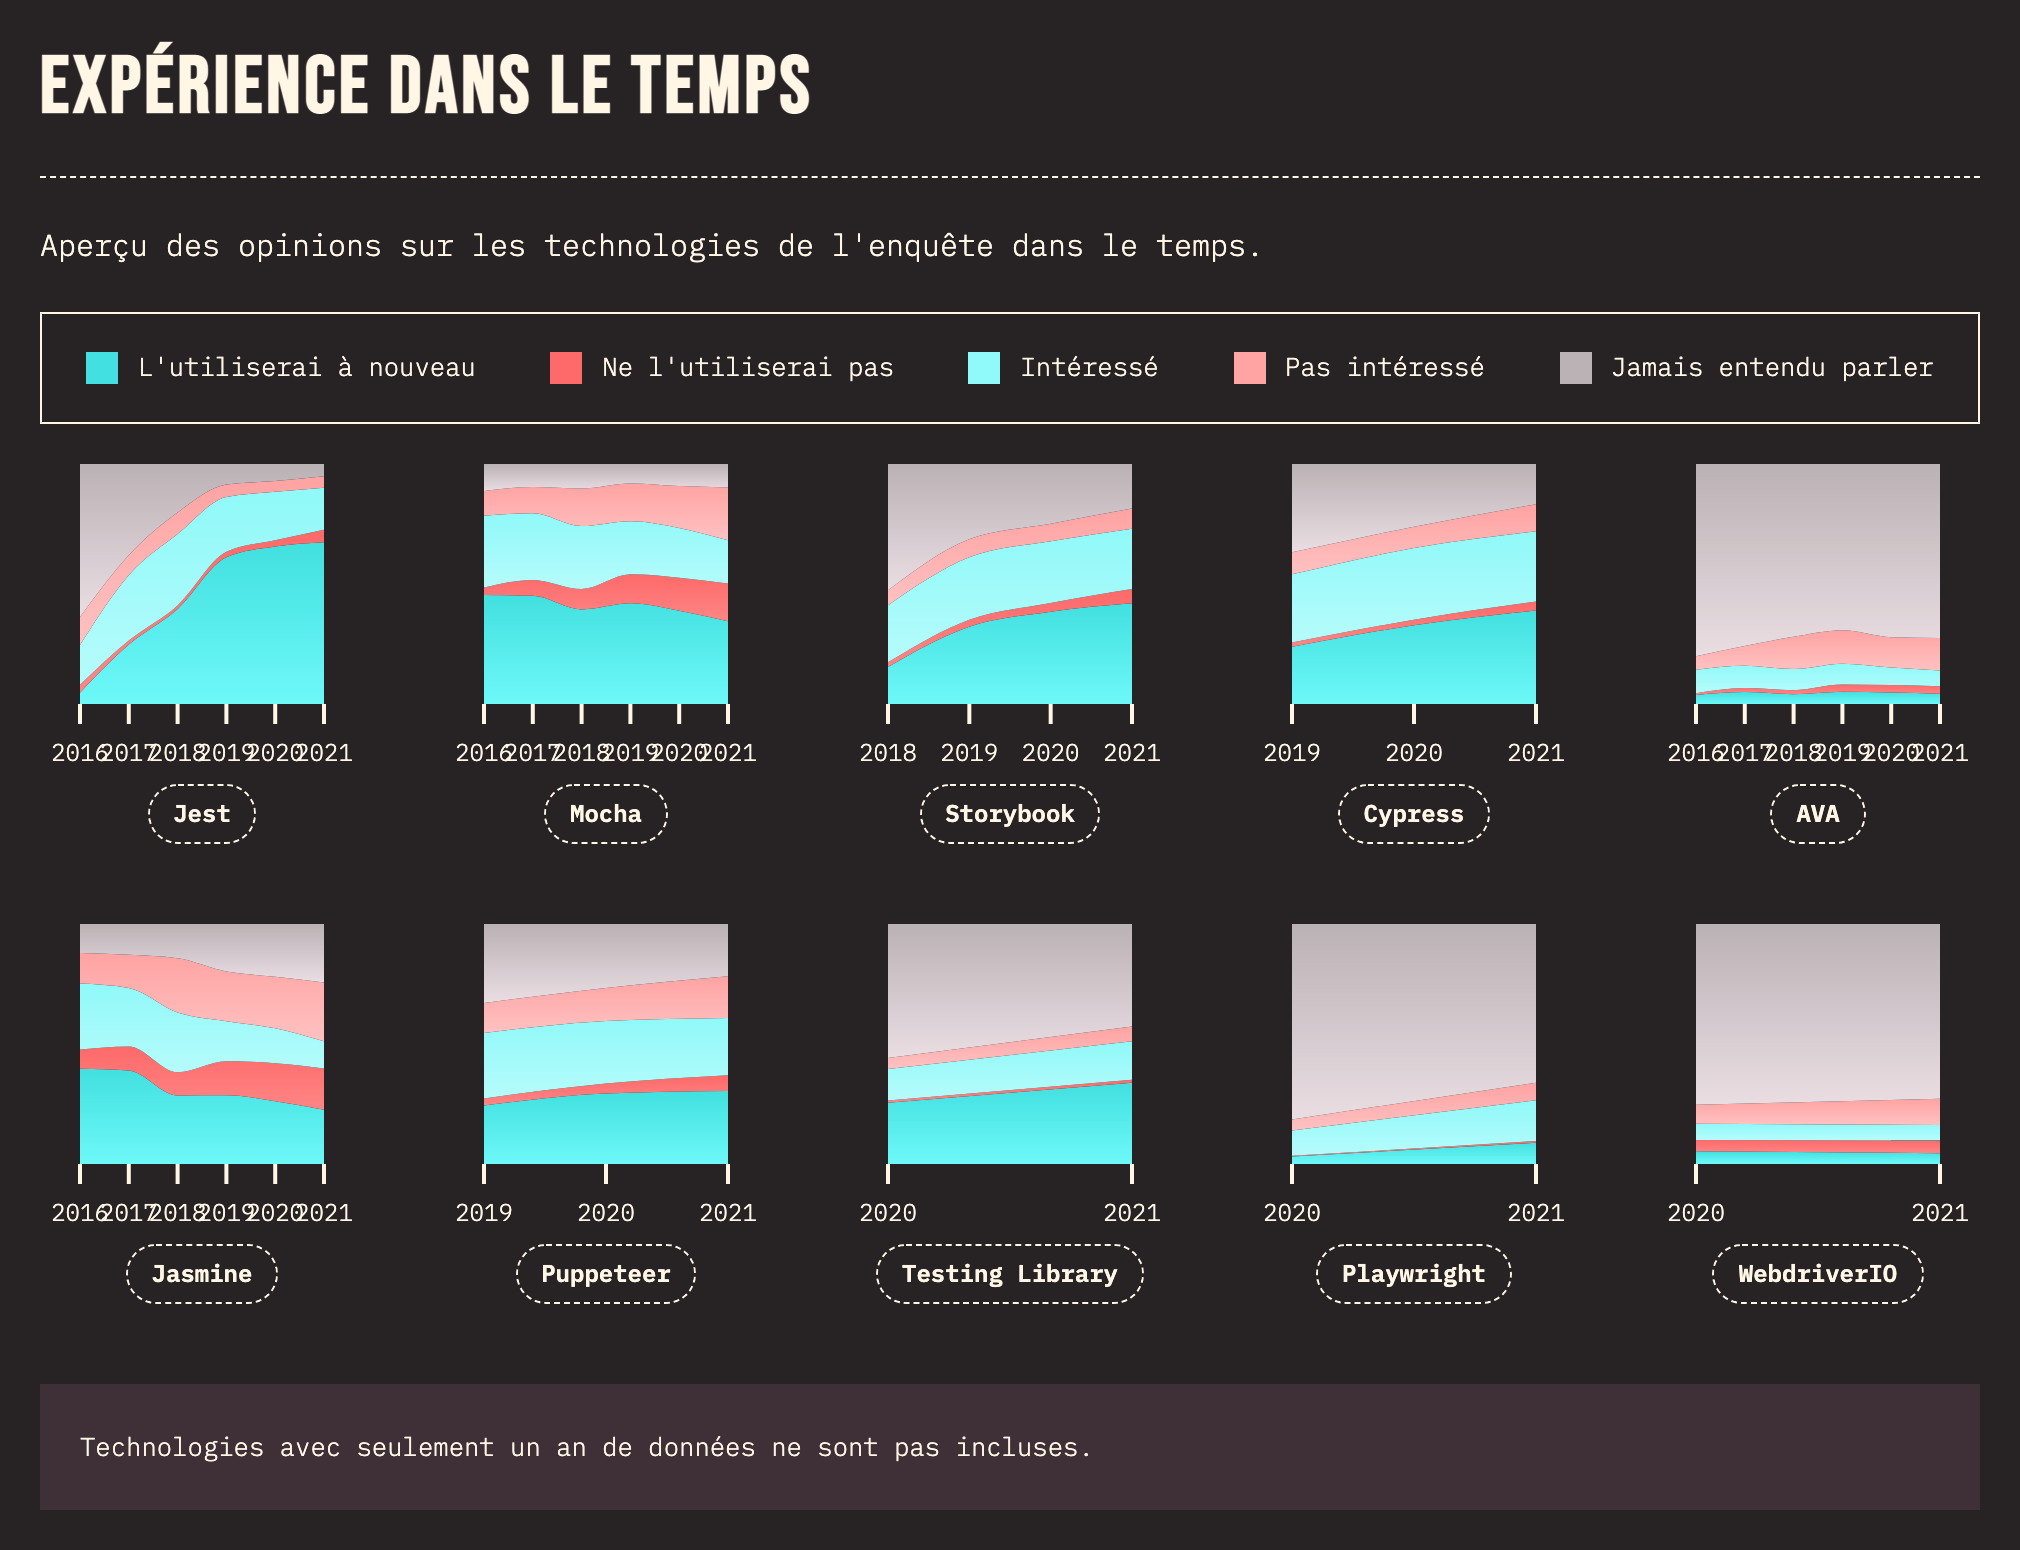 EXPÉRIENCE DANS LE TEMPS
Aperçu des opinions sur les technologies de l'enquête dans le temps.
L'utiliserai à nouveau Ne l'utiliserai pas Intéressé Pas intéressé Jamais entendu parler
2016 2017 2018 2019 2020 2021 2016 2017 2018 2019 2020 2021 2018 2019 2020 2021 2019 2020 2021 2016 2017 2018 2019 2020 2021
Jest Mocha Storybook Cypress AVA
2016 2017 2018 2019 2020 2021 2019 2020 2021 2020 2021 2020 2021 2020 2021
Jasmine Puppeteer Testing Library Playwright WebdriverIO
Technologies avec seulement un an de données ne sont pas incluses.